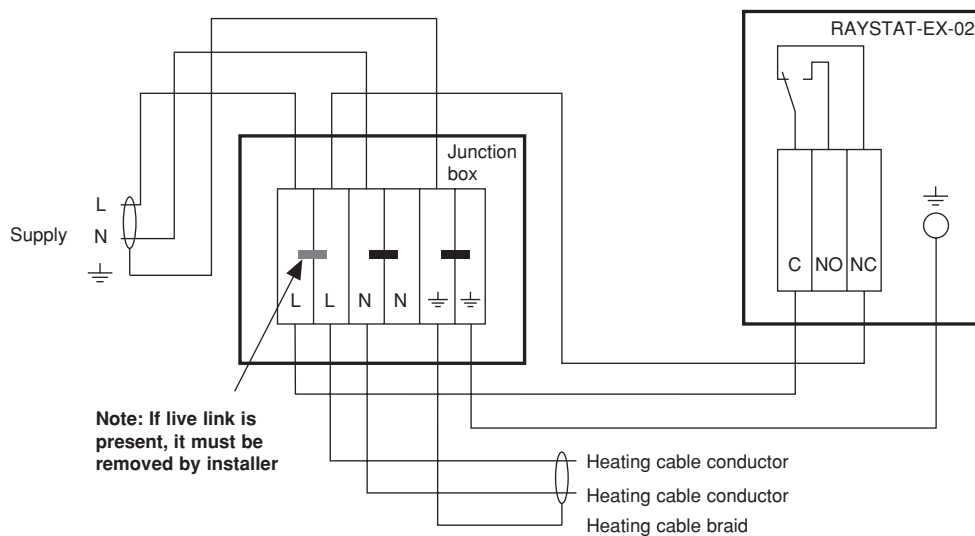 RAYSTAT-EX-02
Junction
box
L
N
Supply
L L N N
C NO NC
Note: If live link is
present, it must be
removed by installer
Heating cable conductor
Heating cable conductor
Heating cable braid